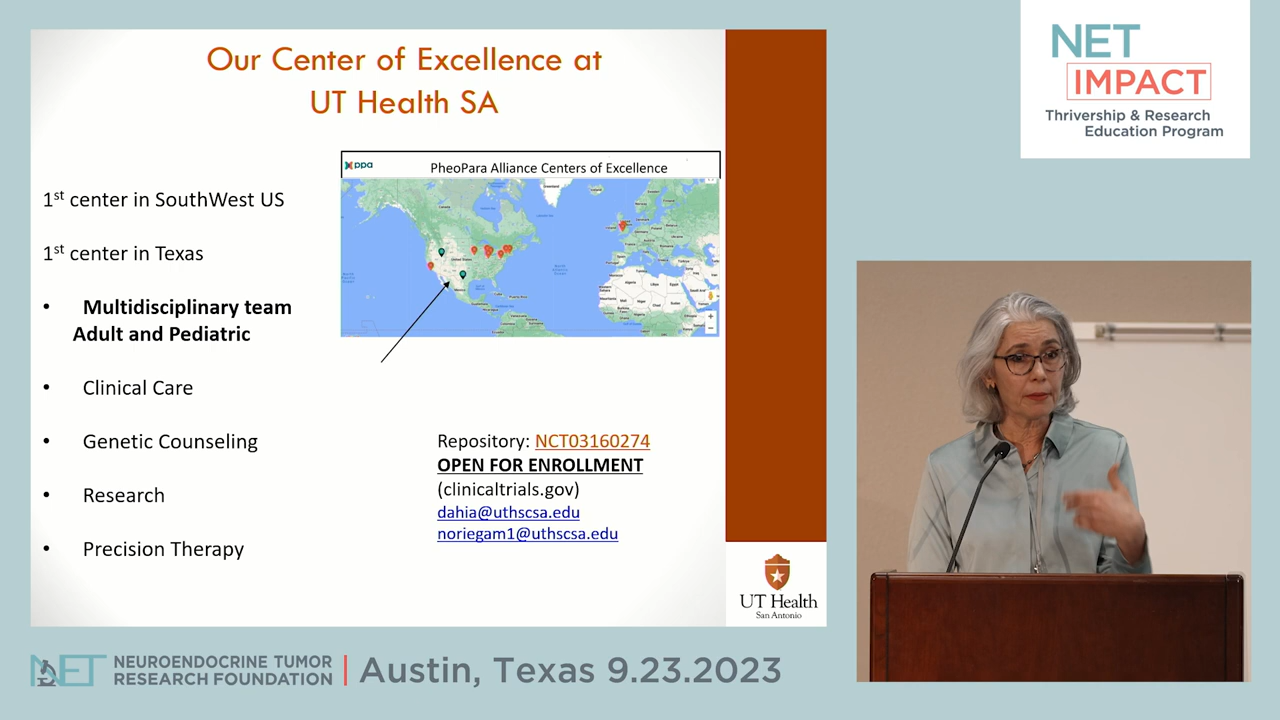 Our Center of Excellence at
UT Health SA
1st center in SouthWest US
1st center in Texas
• Multidisciplinary team
Adult and Pediatric
• Clinical Care
• Genetic Counseling
• Research
• Precision Therapy
ppa
PheoPara Alliance Centers of Excellence
Repository: NCT03160274
OPEN FOR ENROLLMENT
(clinicaltrials.gov)
dahia@uthscsa.edu
noriegam1@uthscsa.edu
UT Health
San Antonio
NET
IMPACT
Thrivership & Research
Education Program
NET
NEUROENDOCRINE TUMOR
RESEARCH FOUNDATION
Austin, Texas 9.23.2023